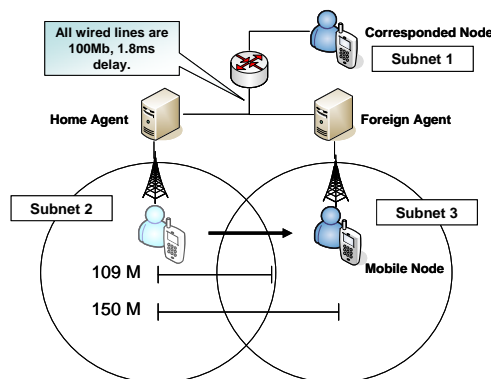 All wired lines are
100Mb, 1.8ms
delay.
Corresponded Node
Subnet 1
Home Agent
Foreign Agent
Subnet 2
Subnet 3
Mobile Node
109 M
150 M